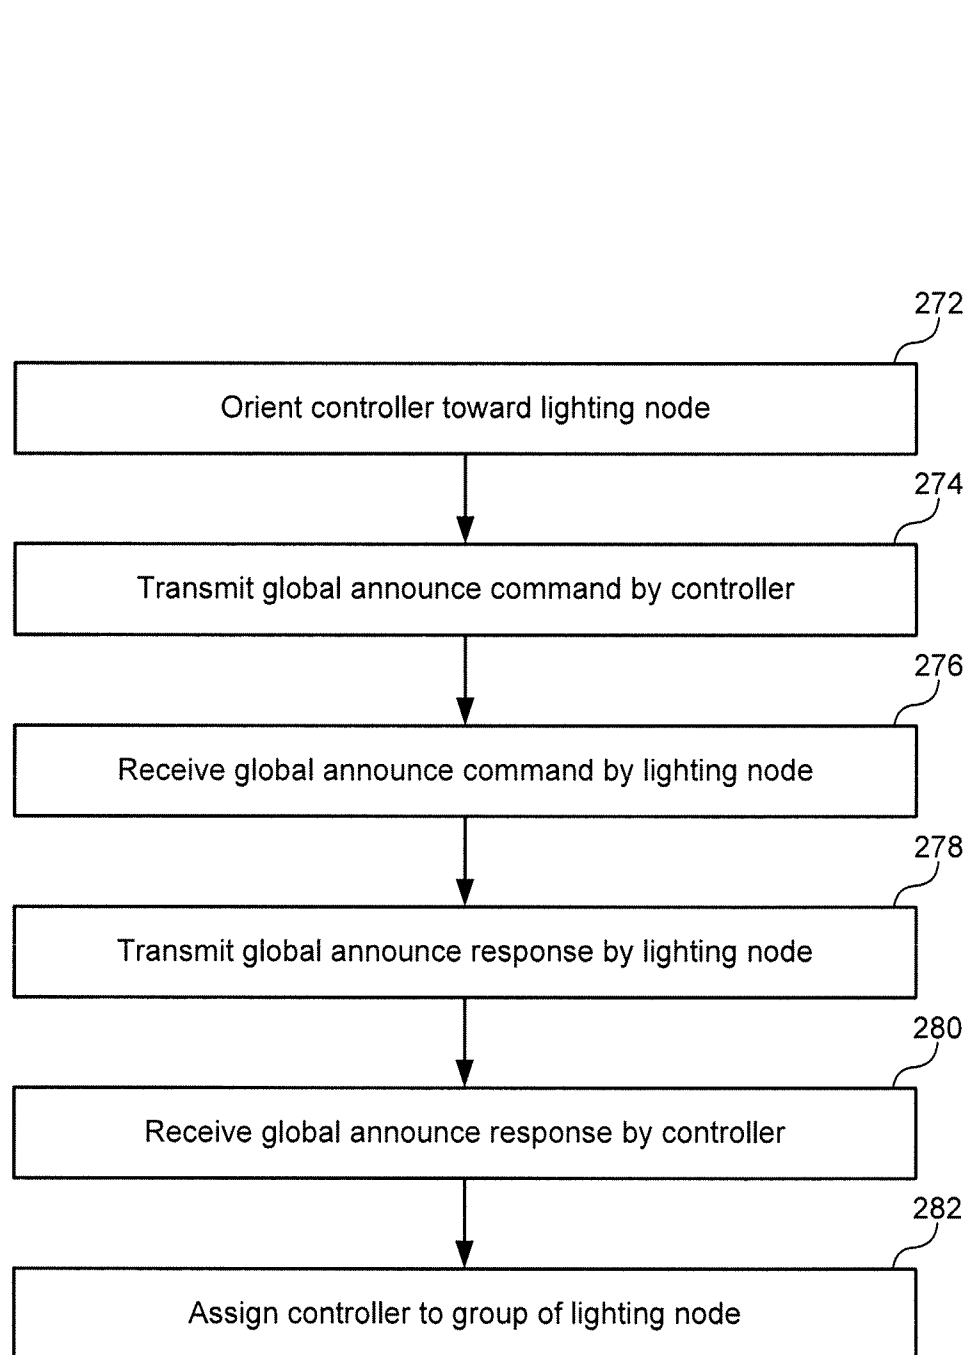 272
Orient controller toward lighting node
274
Transmit global announce command by controller
276
Receive global announce command by lighting node
278
Transmit global announce response by lighting node
280
Receive global announce response by controller
282
Assign controller to group of lighting node